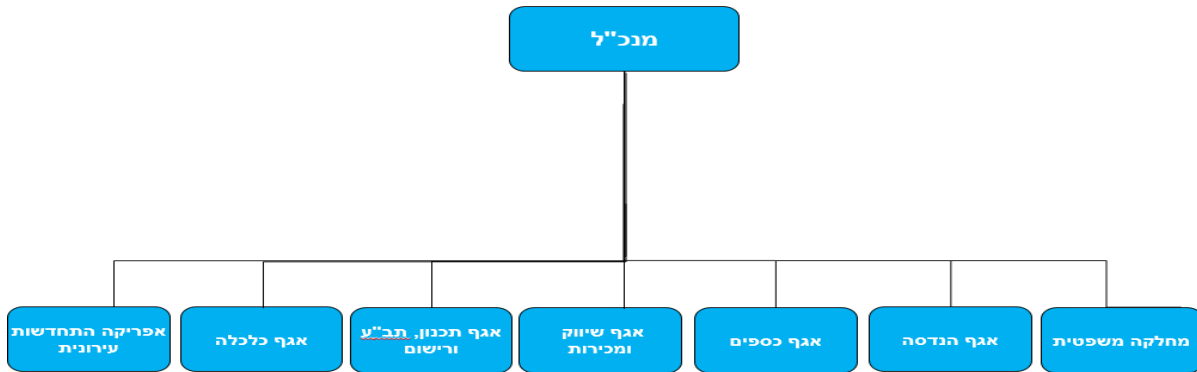 מנכ"ל
מחלקה משפטית
אגף הנדסה
אגף כספים
אגף שיווק
ומכירות
אגף תכנון, תב"ע
ורישום
אגף כלכלה
אפריקה התחדשות
עירונית